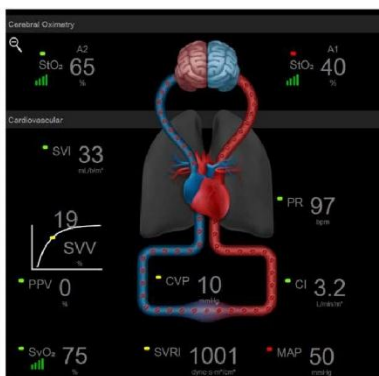 Cerebral Oximetry
A2
StO₂ 65
%
A1
StO₂ 40
%
Cardiovascular
SVI 33
mL/b/m²
PR 97
bpm
19
SVV
%
PPV 0
%
CVP 10
mmHg
CI 3.2
L/min/m²
SvO₂ 75
%
SVRI 1001
dyne-s-m²/cm⁵
MAP 50
mmHg